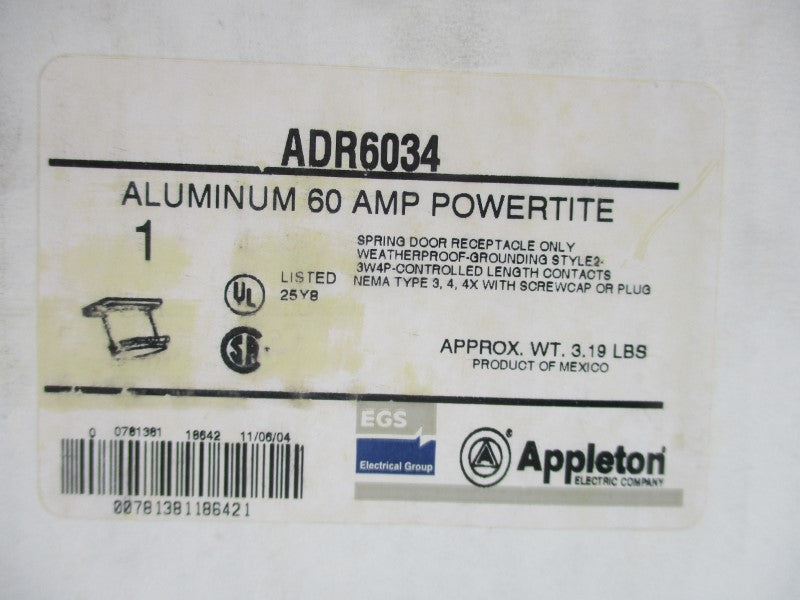 ADR6034
ALUMINUM 60 AMP POWERTITE
1
SPRING DOOR RECEPTACLE ONLY
WEATHERPROOF-GROUNDING STYLE2-
3W4P-CONTROLLED LENGTH CONTACTS
NEMA TYPE 3, 4, 4X WITH SCREWCAP OR PLUG
UL
LISTED
25Y8
SA
APPROX. WT. 3.19 LBS
PRODUCT OF MEXICO
0 0781381 18642 11/06/04
00781381186421
EGS
Electrical Group
A
® Appleton
ELECTRIC COMPANY